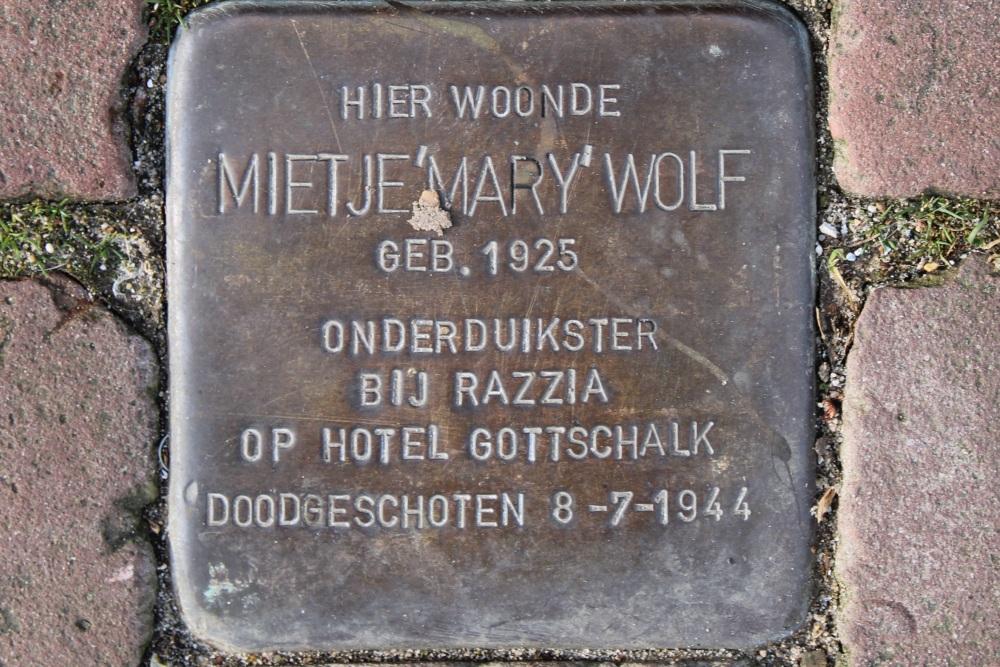 HIER WOONDE
MIETJE 'MARY' WOLF
GEB. 1925
ONDERDUIKSTER
BIJ RAZZIA
OP HOTEL GOTTSCHALK
DOODGESCHOTEN 8-7-1944